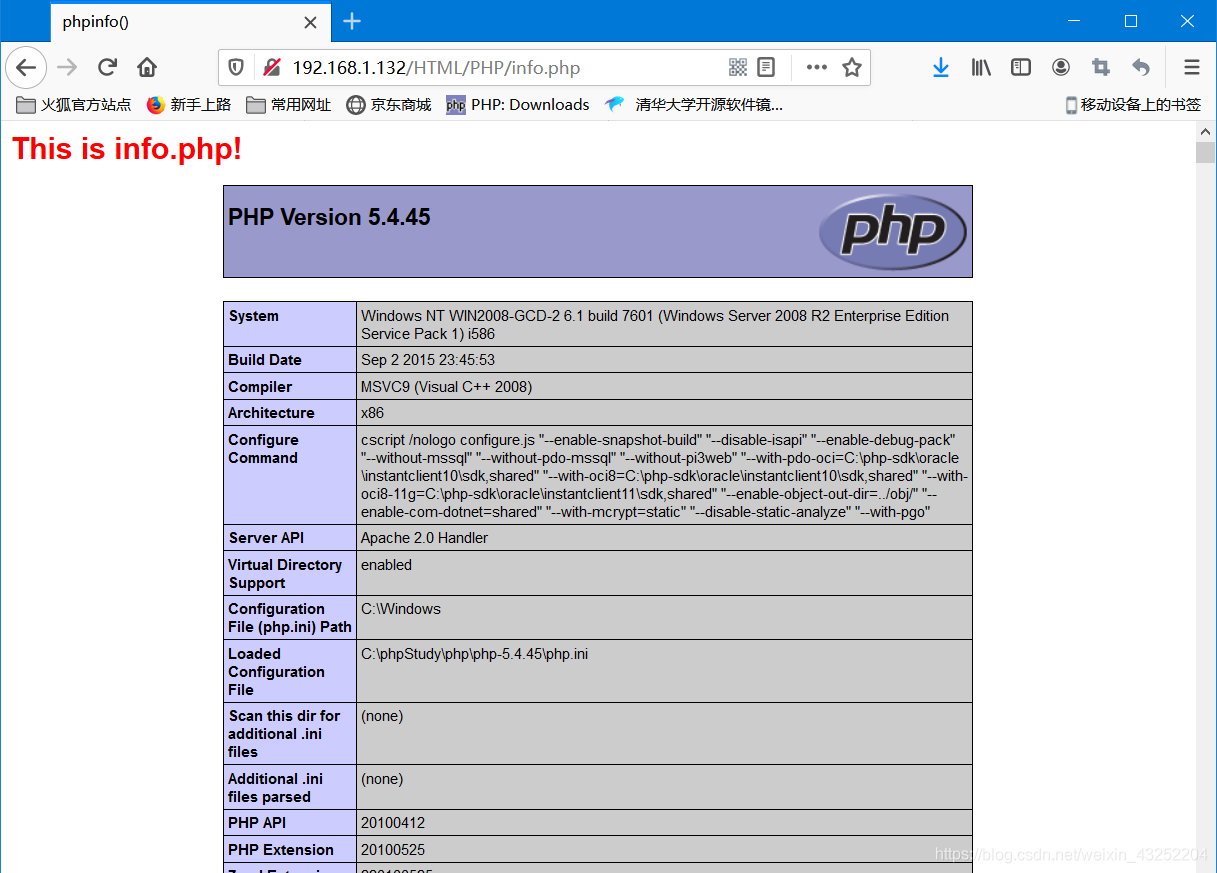 phpinfo()
192.168.1.132/HTML/PHP/info.php
火狐官方站点 新手上路 常用网址 京东商城 php PHP: Downloads 清华大学开源软件镜... 移动设备上的书签
This is info.php!
PHP Version 5.4.45
php
System
Windows NT WIN2008-GCD-2 6.1 build 7601 (Windows Server 2008 R2 Enterprise Edition
Service Pack 1) i586
Build Date
Sep 2 2015 23:45:53
Compiler
MSVC9 (Visual C++ 2008)
Architecture
x86
Configure
Command
cscript /nologo configure.js "--enable-snapshot-build" "--disable-isapi" "--enable-debug-pack"
"--without-mssql" "--without-pdo-mssql" "--without-pi3web" "--with-pdo-oci=C:\php-sdk\oracle
\instantclient10\sdk,shared" "--with-oci8=C:\php-sdk\oracle\instantclient10\sdk,shared" "--with-
oci8-11g=C:\php-sdk\oracle\instantclient11\sdk,shared" "--enable-object-out-dir=../obj/" "--
enable-com-dotnet=shared" "--with-mcrypt=static" "--disable-static-analyze" "--with-pgo"
Server API
Apache 2.0 Handler
Virtual Directory
Support
enabled
Configuration
File (php.ini) Path
C:\Windows
Loaded
Configuration
File
C:\phpStudy\php\php-5.4.45\php.ini
Scan this dir for
additional .ini
files
(none)
Additional .ini
files parsed
(none)
PHP API
20100412
PHP Extension
20100525
https://blog.csdn.net/weixin_43252204